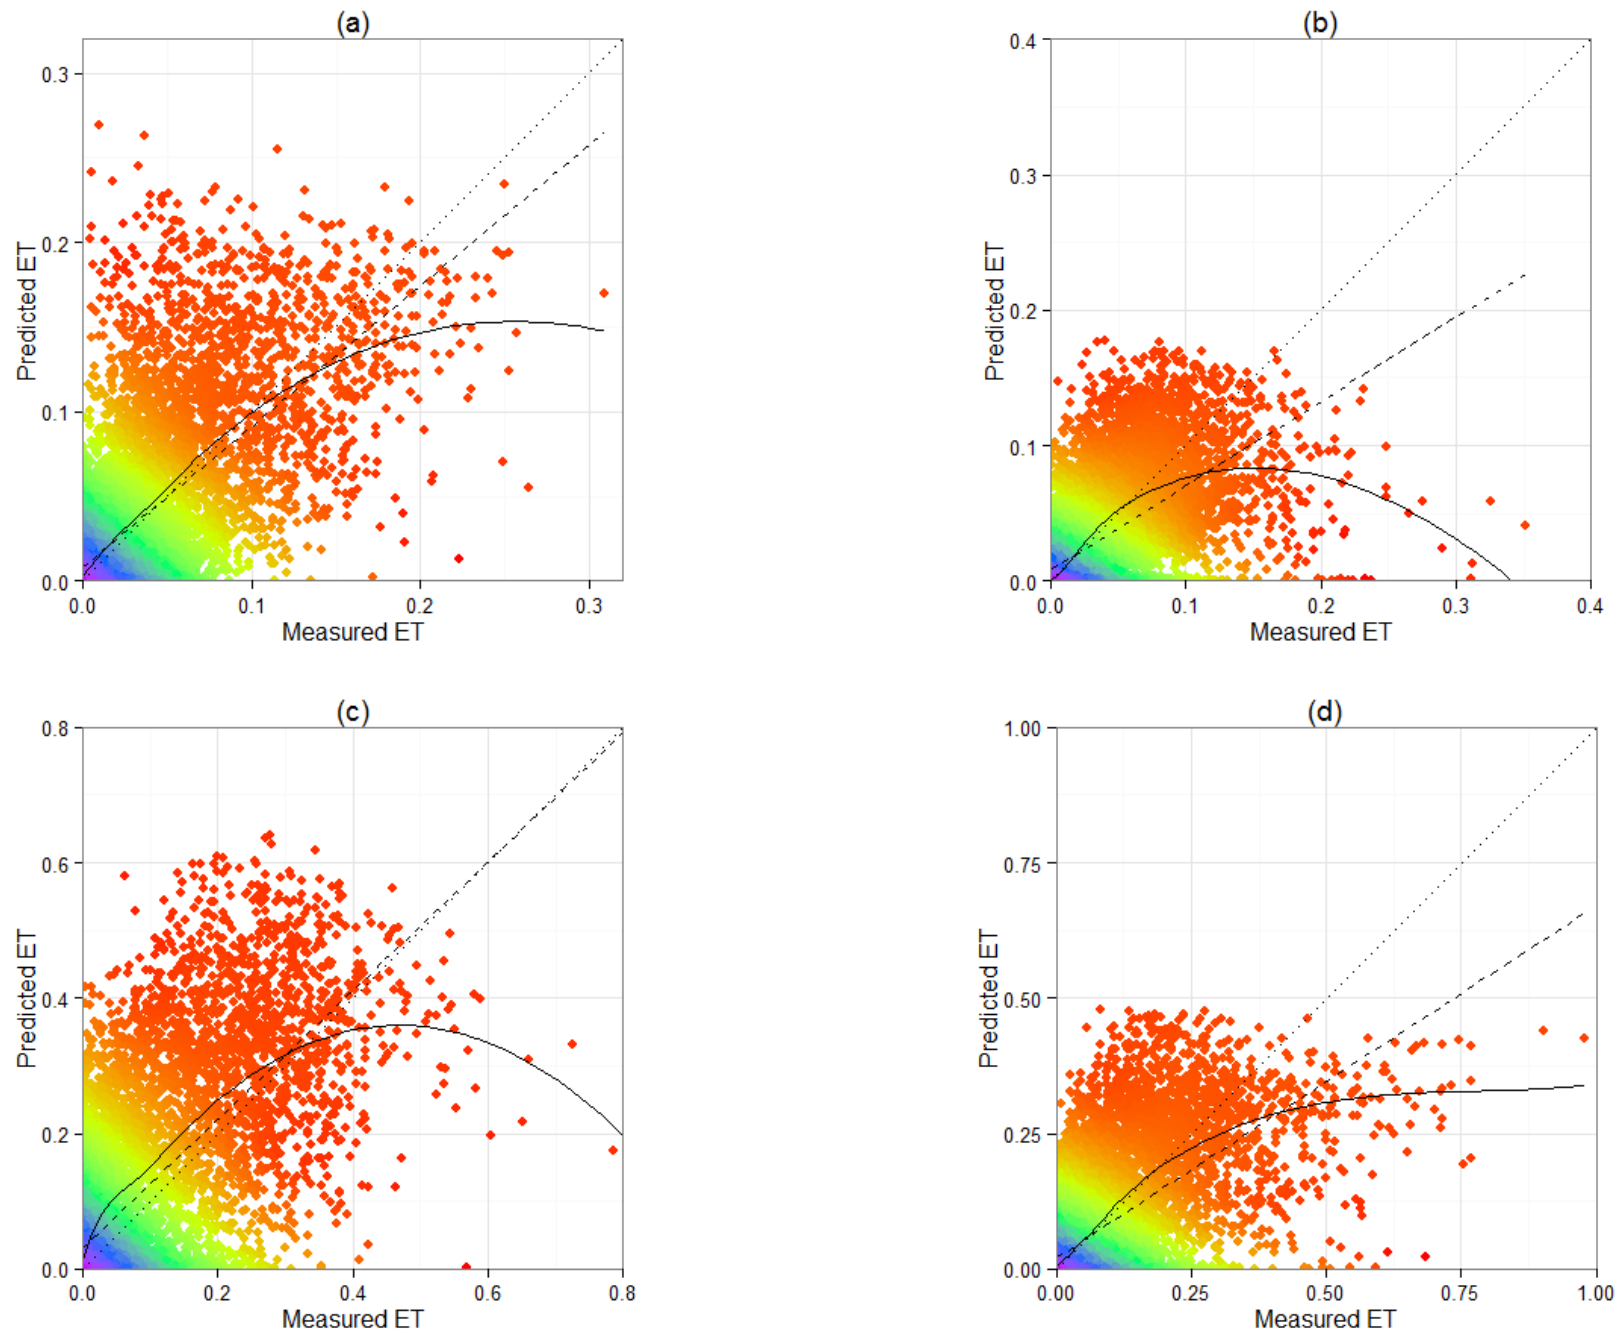 (a)
0.3
0.2
0.1
0.0
Predicted ET
0.0 0.1 0.2 0.3
Measured ET
(b)
0.4
0.3
0.2
0.1
0.0
Predicted ET
0.0 0.1 0.2 0.3 0.4
Measured ET
(c)
0.8
0.6
0.4
0.2
0.0
Predicted ET
0.0 0.2 0.4 0.6 0.8
Measured ET
(d)
1.00
0.75
0.50
0.25
0.00
Predicted ET
0.00 0.25 0.50 0.75 1.00
Measured ET